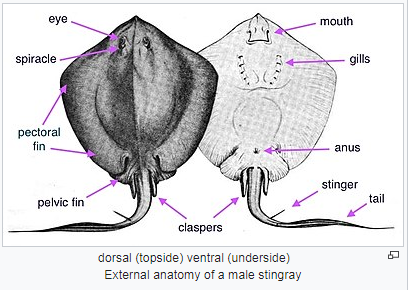 eye
mouth
spiracle
gills
pectoral
fin
anus
stinger
pelvic fin
tail
claspers
dorsal (topside) ventral (underside)
External anatomy of a male stingray